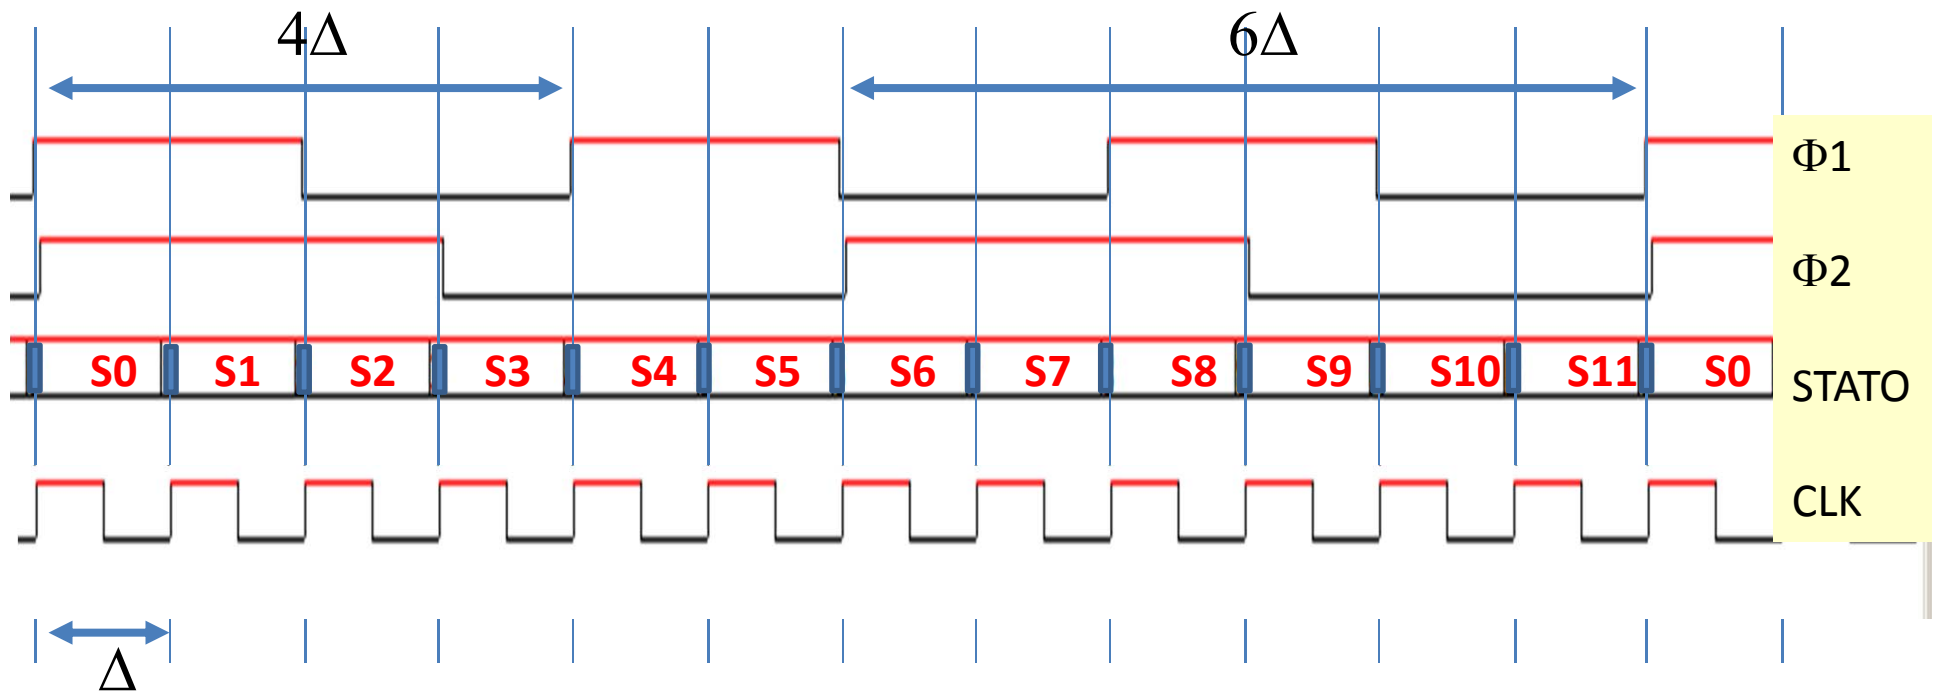 4Δ 6Δ
Φ1
Φ2
S0 S1 S2 S3 S4 S5 S6 S7 S8 S9 S10 S11 S0
STATO
CLK
Δ